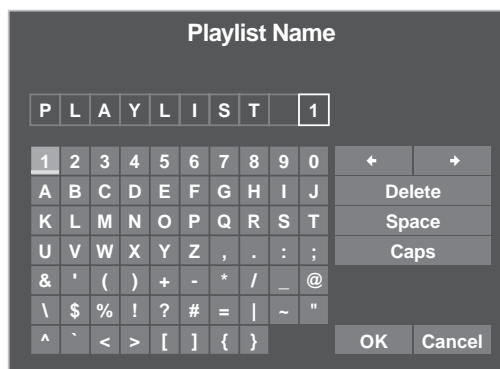 Playlist Name
P L A Y L I S T 1
1 2 3 4 5 6 7 8 9 0 ← →
A B C D E F G H I J Delete
K L M N O P Q R S T Space
U V W X Y Z , . : ; Caps
& ' ( ) + - * / _ @
\ $ % ! ? # = | ~ "
^ ` < > [ ] { } OK Cancel